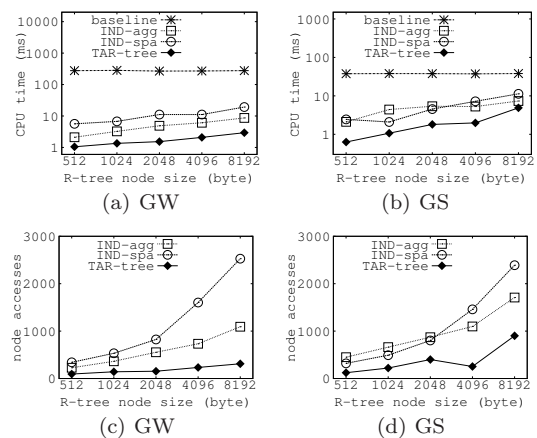 baseline
IND-agg
IND-spa
TAR-tree
CPU time (ms)
10000
1000
100
10
1
512 1024 2048 4096 8192
R-tree node size (byte)
(a) GW
baseline
IND-agg
IND-spa
TAR-tree
CPU time (ms)
1000
100
10
1
512 1024 2048 4096 8192
R-tree node size (byte)
(b) GS
IND-agg
IND-spa
TAR-tree
node accesses
3000
2000
1000
0
512 1024 2048 4096 8192
R-tree node size (byte)
(c) GW
IND-agg
IND-spa
TAR-tree
node accesses
3000
2000
1000
0
512 1024 2048 4096 8192
R-tree node size (byte)
(d) GS